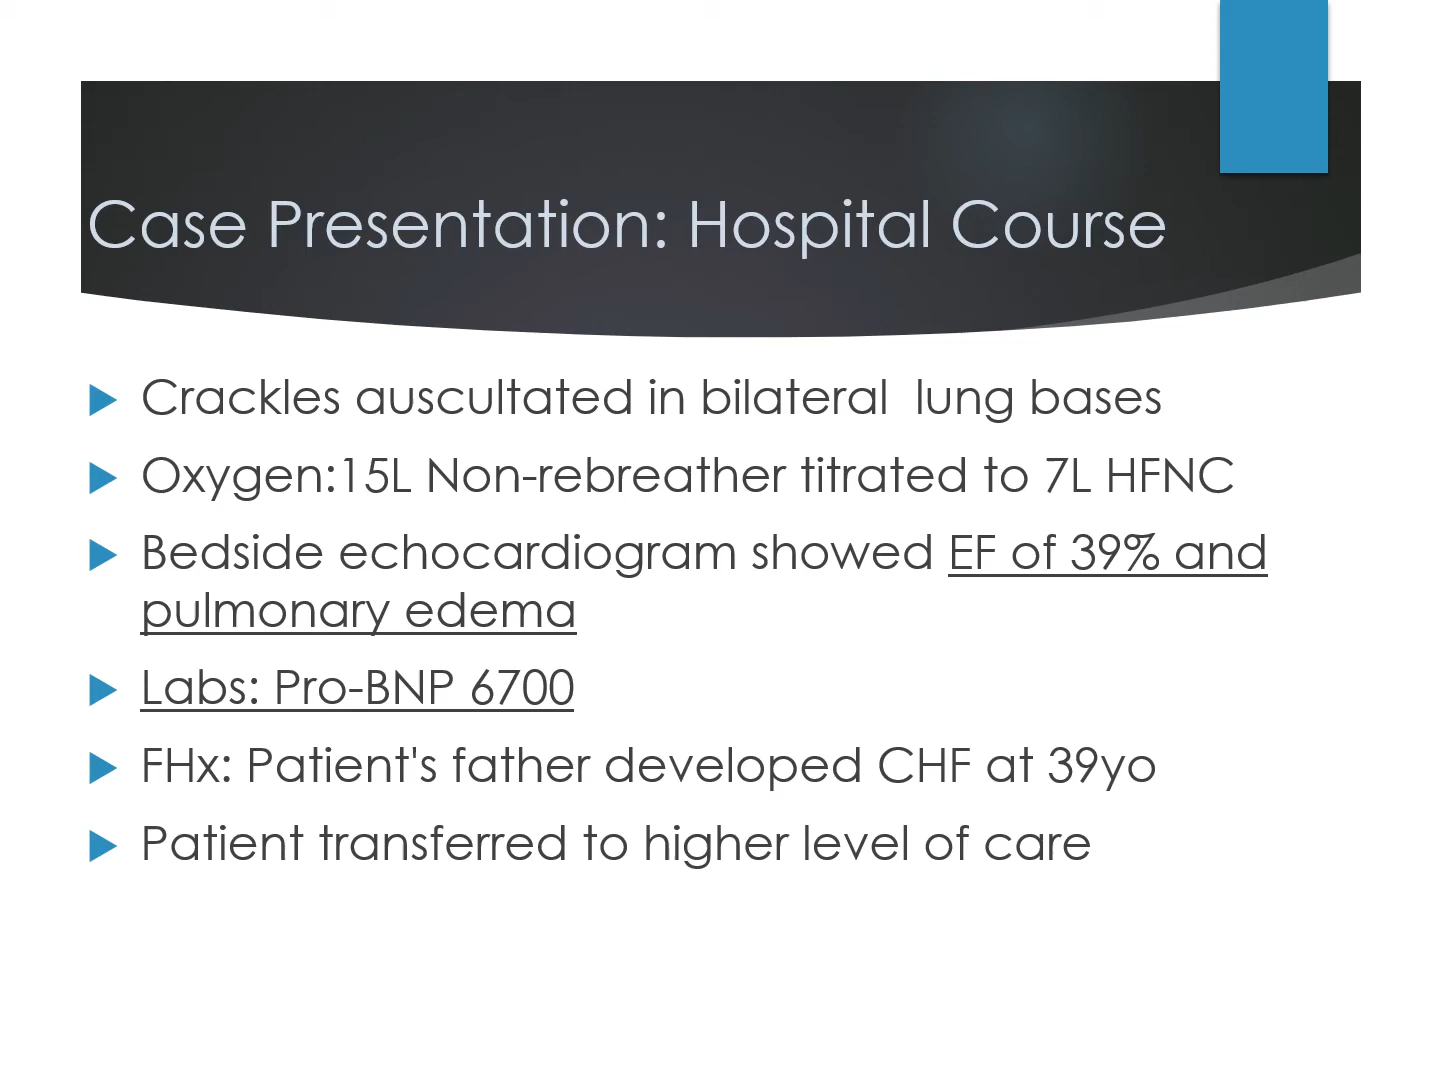 Case Presentation: Hospital Course
Crackles auscultated in bilateral  lung bases
Oxygen:15L Non-rebreather titrated to 7L HFNC
Bedside echocardiogram showed EF of 39% and
pulmonary edema
Labs: Pro-BNP 6700
FHx: Patient's father developed CHF at 39yo
Patient transferred to higher level of care